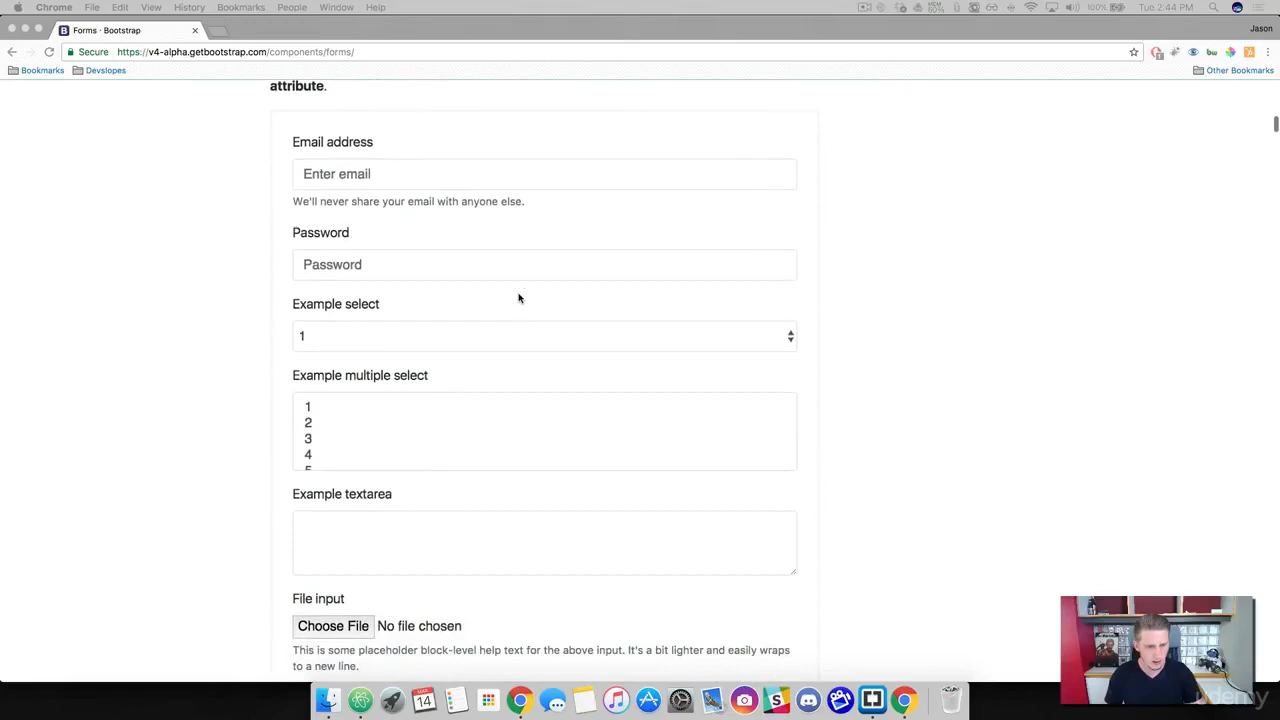 Chrome File Edit View History Bookmarks People Window Help 100% Tue 2:44 PM
Forms · Bootstrap
Jason
Secure https://v4-alpha.getbootstrap.com/components/forms/
Bookmarks Devslopes Other Bookmarks
attribute.
Email address
Enter email
We'll never share your email with anyone else.
Password
Password
Example select
1
Example multiple select
1
2
3
4
5
Example textarea
File input
Choose File No file chosen
This is some placeholder block-level help text for the above input. It's a bit lighter and easily wraps
to a new line.
14
udemy